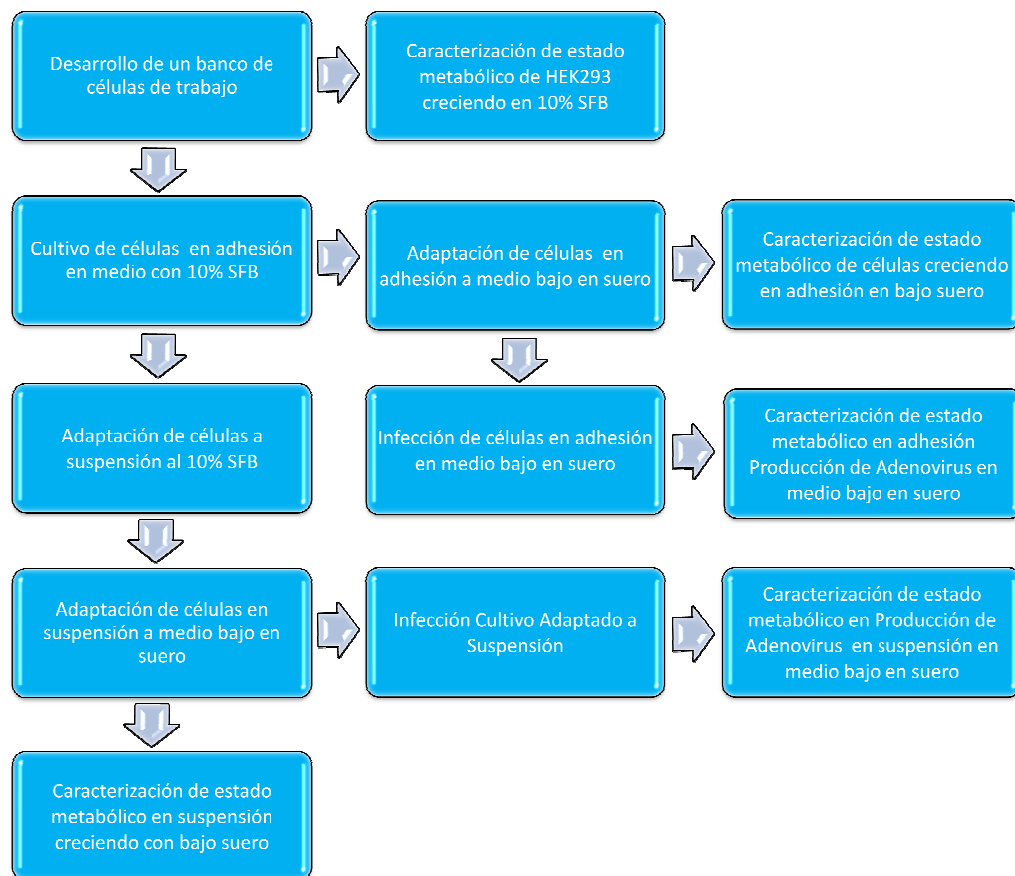 Desarrollo de un banco de
células de trabajo
Caracterización de estado
metabólico de HEK293
creciendo en 10% SFB
Cultivo de células en adhesión
en medio con 10% SFB
Adaptación de células en
adhesión a medio bajo en suero
Caracterización de estado
metabólico de células creciendo
en adhesión en bajo suero
Adaptación de células a
suspensión al 10% SFB
Infección de células en adhesión
en medio bajo en suero
Caracterización de estado
metabólico en adhesión
Producción de Adenovirus en
medio bajo en suero
Adaptación de células en
suspensión a medio bajo en
suero
Infección Cultivo Adaptado a
Suspensión
Caracterización de estado
metabólico en Producción de
Adenovirus en suspensión en
medio bajo en suero
Caracterización de estado
metabólico en suspensión
creciendo con bajo suero